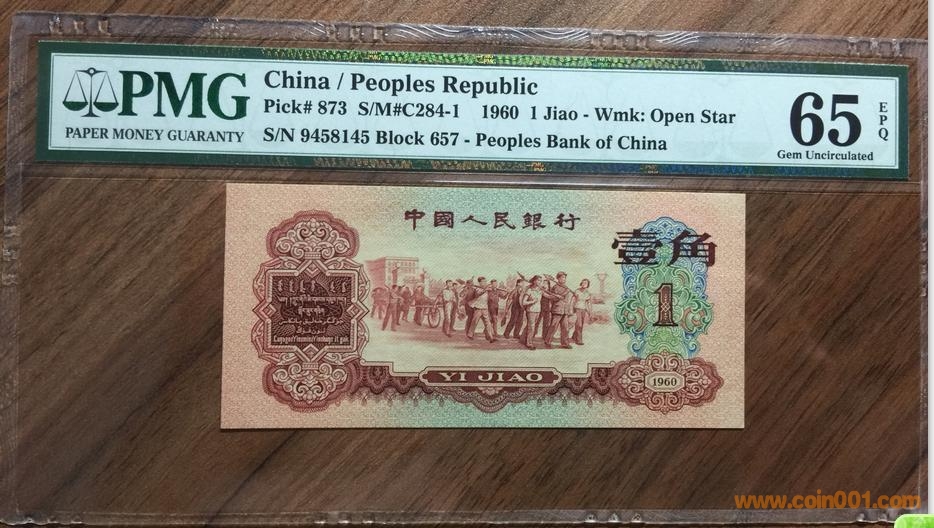 PMG
PAPER MONEY GUARANTY
China / Peoples Republic
Pick# 873 S/M#C284-1 1960 1 Jiao - Wmk: Open Star
S/N 9458145 Block 657 - Peoples Bank of China
65
EPQ
Gem Uncirculated
中國人民銀行
壹角
1
YI JIAO
1960
www.coin001.com